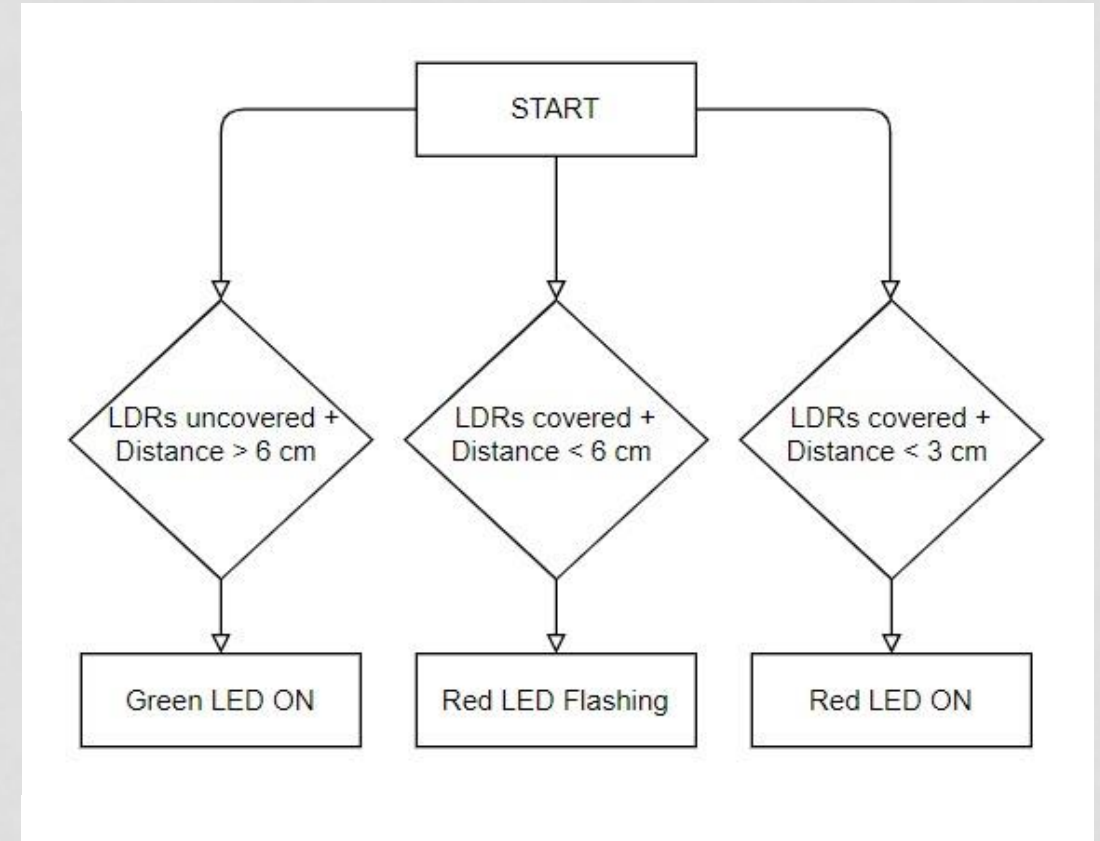 START
LDRs uncovered +
Distance > 6 cm
LDRs covered +
Distance < 6 cm
LDRs covered +
Distance < 3 cm
Green LED ON
Red LED Flashing
Red LED ON